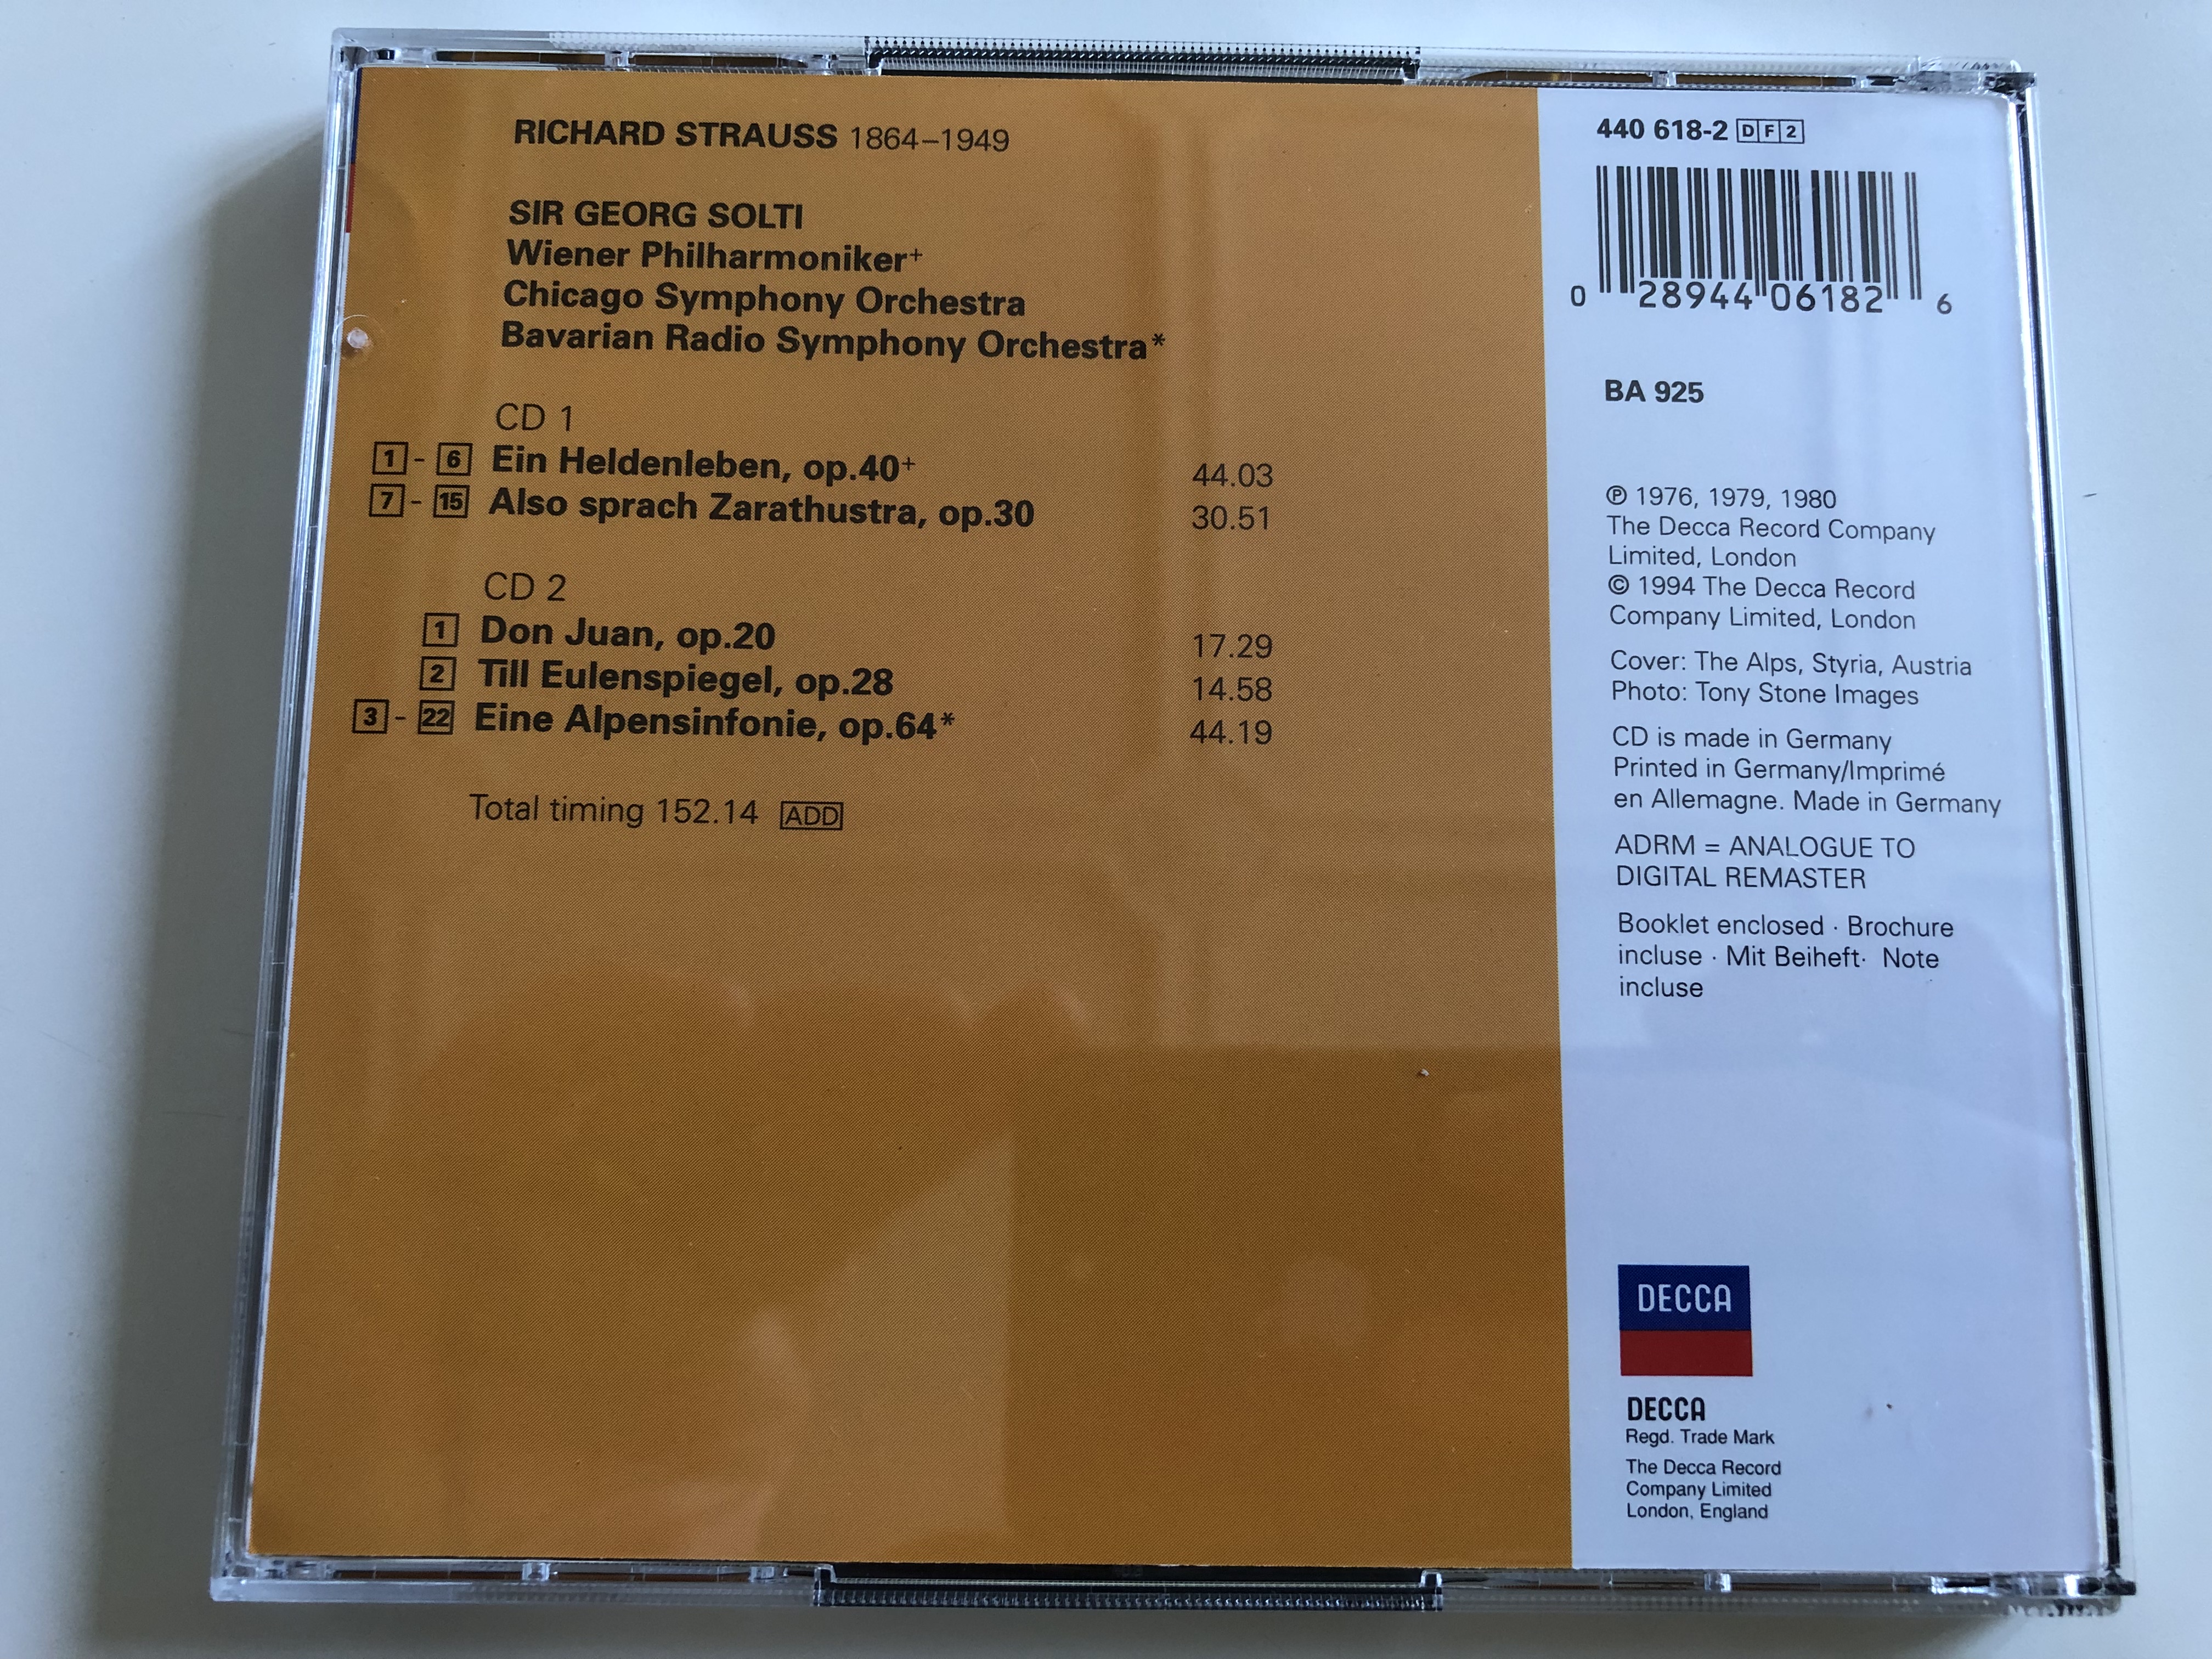 RICHARD STRAUSS 1864–1949
SIR GEORG SOLTI
Wiener Philharmoniker+
Chicago Symphony Orchestra
Bavarian Radio Symphony Orchestra*
CD 1
1 - 6 Ein Heldenleben, op.40+ 44.03
7 - 15 Also sprach Zarathustra, op.30 30.51
CD 2
1 Don Juan, op.20 17.29
2 Till Eulenspiegel, op.28 14.58
3 - 22 Eine Alpensinfonie, op.64* 44.19
Total timing 152.14 ADD
440 618-2 DF2
0 28944 06182 6
BA 925
℗ 1976, 1979, 1980
The Decca Record Company
Limited, London
© 1994 The Decca Record
Company Limited, London
Cover: The Alps, Styria, Austria
Photo: Tony Stone Images
CD is made in Germany
Printed in Germany/Imprimé
en Allemagne. Made in Germany
ADRM = ANALOGUE TO
DIGITAL REMASTER
Booklet enclosed · Brochure
incluse · Mit Beiheft· Note
incluse
DECCA
DECCA
Regd. Trade Mark
The Decca Record
Company Limited
London, England